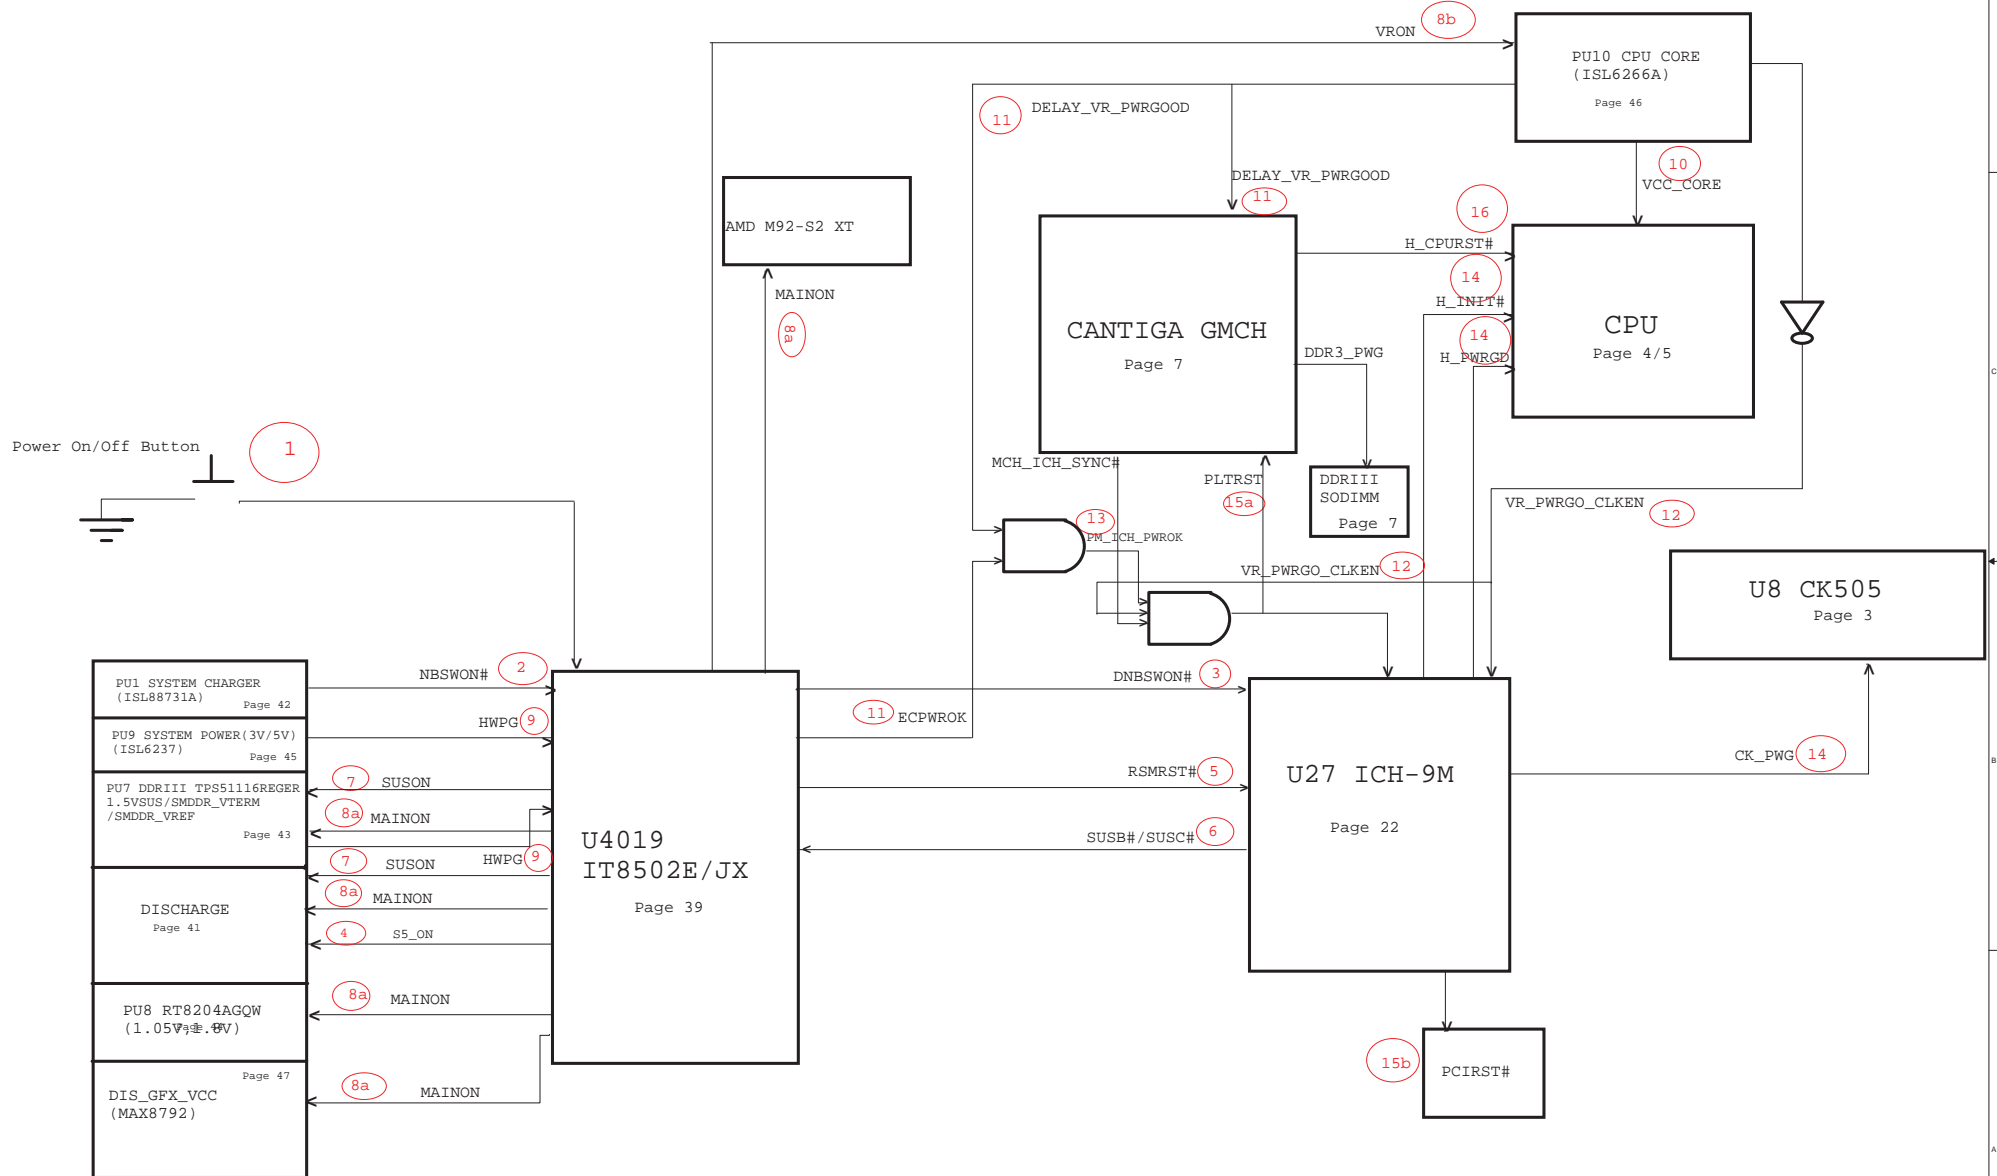 8b
VRON
PU10 CPU CORE
(ISL6266A)
Page 46
11
DELAY_VR_PWRGOOD
10
VCC_CORE
DELAY_VR_PWRGOOD
11
AMD M92-S2 XT
16
H_CPURST#
14
H_INIT#
14
H_PWRGD
MAINON
8a
CANTIGA GMCH
Page 7
CPU
Page 4/5
DDR3_PWG
C
Power On/Off Button
1
MCH_ICH_SYNC#
PLTRST
15a
DDRIII
SODIMM
Page 7
VR_PWRGO_CLKEN
12
13
PM_ICH_PWROK
VR_PWRGO_CLKEN
12
U8 CK505
Page 3
PU1 SYSTEM CHARGER
(ISL88731A)
Page 42
NBSWON#
2
DNBSWON#
3
PU9 SYSTEM POWER(3V/5V)
(ISL6237)
Page 45
HWPG
9
11
ECPWROK
PU7 DDRIII TPS51116REGER
1.5VSUS/SMDDR_VTERM
/SMDDR_VREF
Page 43
7
SUSON
8a
MAINON
RSMRST#
5
U27 ICH-9M
Page 22
CK_PWG
14
B
SUSB#/SUSC#
6
U4019
IT8502E/JX
Page 39
7
SUSON
HWPG
9
8a
MAINON
DISCHARGE
Page 41
4
S5_ON
PU8 RT8204AGQW
(1.05V,1.8V)
8a
MAINON
Page 47
DIS_GFX_VCC
(MAX8792)
8a
MAINON
15b
PCIRST#
A